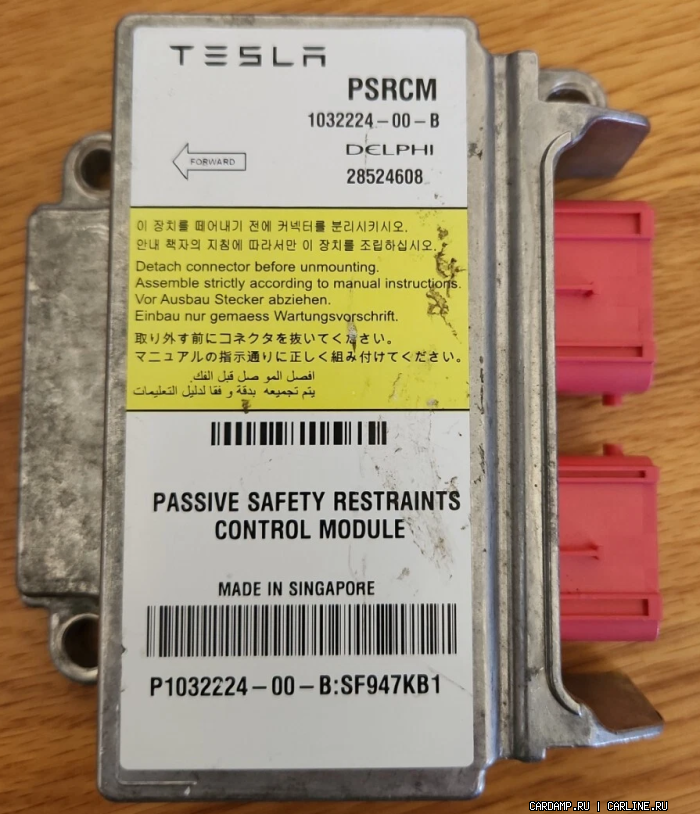 TESLA
PSRCM
1032224-00-B
FORWARD
DELPHI
28524608
이 장치를 떼어내기 전에 커넥터를 분리시키시오.
안내 책자의 지침에 따라서만 이 장치를 조립하십시오.
Detach connector before unmounting.
Assemble strictly according to manual instructions.
Vor Ausbau Stecker abziehen.
Einbau nur gemaess Wartungsvorschrift.
取り外す前にコネクタを抜いてください。
マニュアルの指示通りに正しく組み付けてください。
افصل المو صل قبل الفك.
يتم تجميعه بدقة و فقا لدليل التعليمات
PASSIVE SAFETY RESTRAINTS
CONTROL MODULE
MADE IN SINGAPORE
P1032224-00-B:SF947KB1
CARDAMP.RU | CARLINE.RU